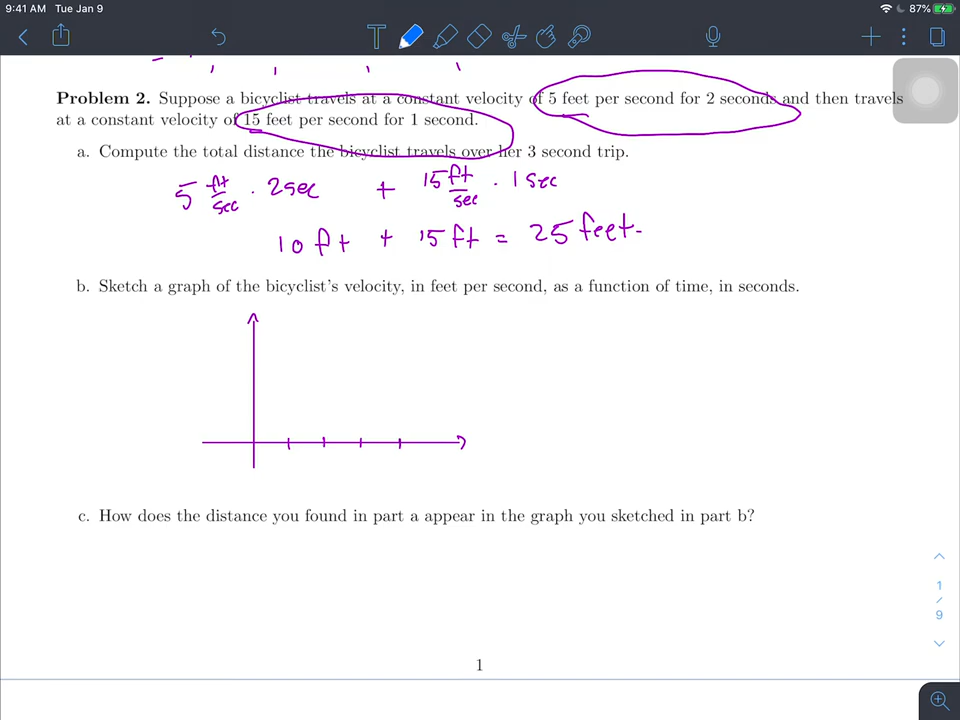 9:41 AM Tue Jan 9
87%
Problem 2. Suppose a bicyclist travels at a constant velocity of 5 feet per second for 2 seconds and then travels
at a constant velocity of 15 feet per second for 1 second.
a. Compute the total distance the bicyclist travels over her 3 second trip.
5 ft/sec · 2sec + 15 ft/sec · 1 sec
10 ft + 15 ft = 25 feet.
b. Sketch a graph of the bicyclist's velocity, in feet per second, as a function of time, in seconds.
c. How does the distance you found in part a appear in the graph you sketched in part b?
1
/
9
1